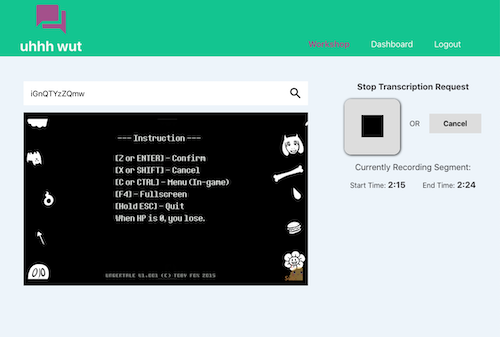 uhhh wut
Workshop Dashboard Logout
iGnQTYzZQmw
--- Instruction ---
[Z or ENTER] - Confirm
[X or SHIFT] - Cancel
[C or CTRL] - Menu (In-game)
[F4] - Fullscreen
[Hold ESC] - Quit
When HP is 0, you lose.
UNDERTALE V1.001 (C) TOBY FOX 2015
Stop Transcription Request
OR Cancel
Currently Recording Segment:
Start Time: 2:15 End Time: 2:24